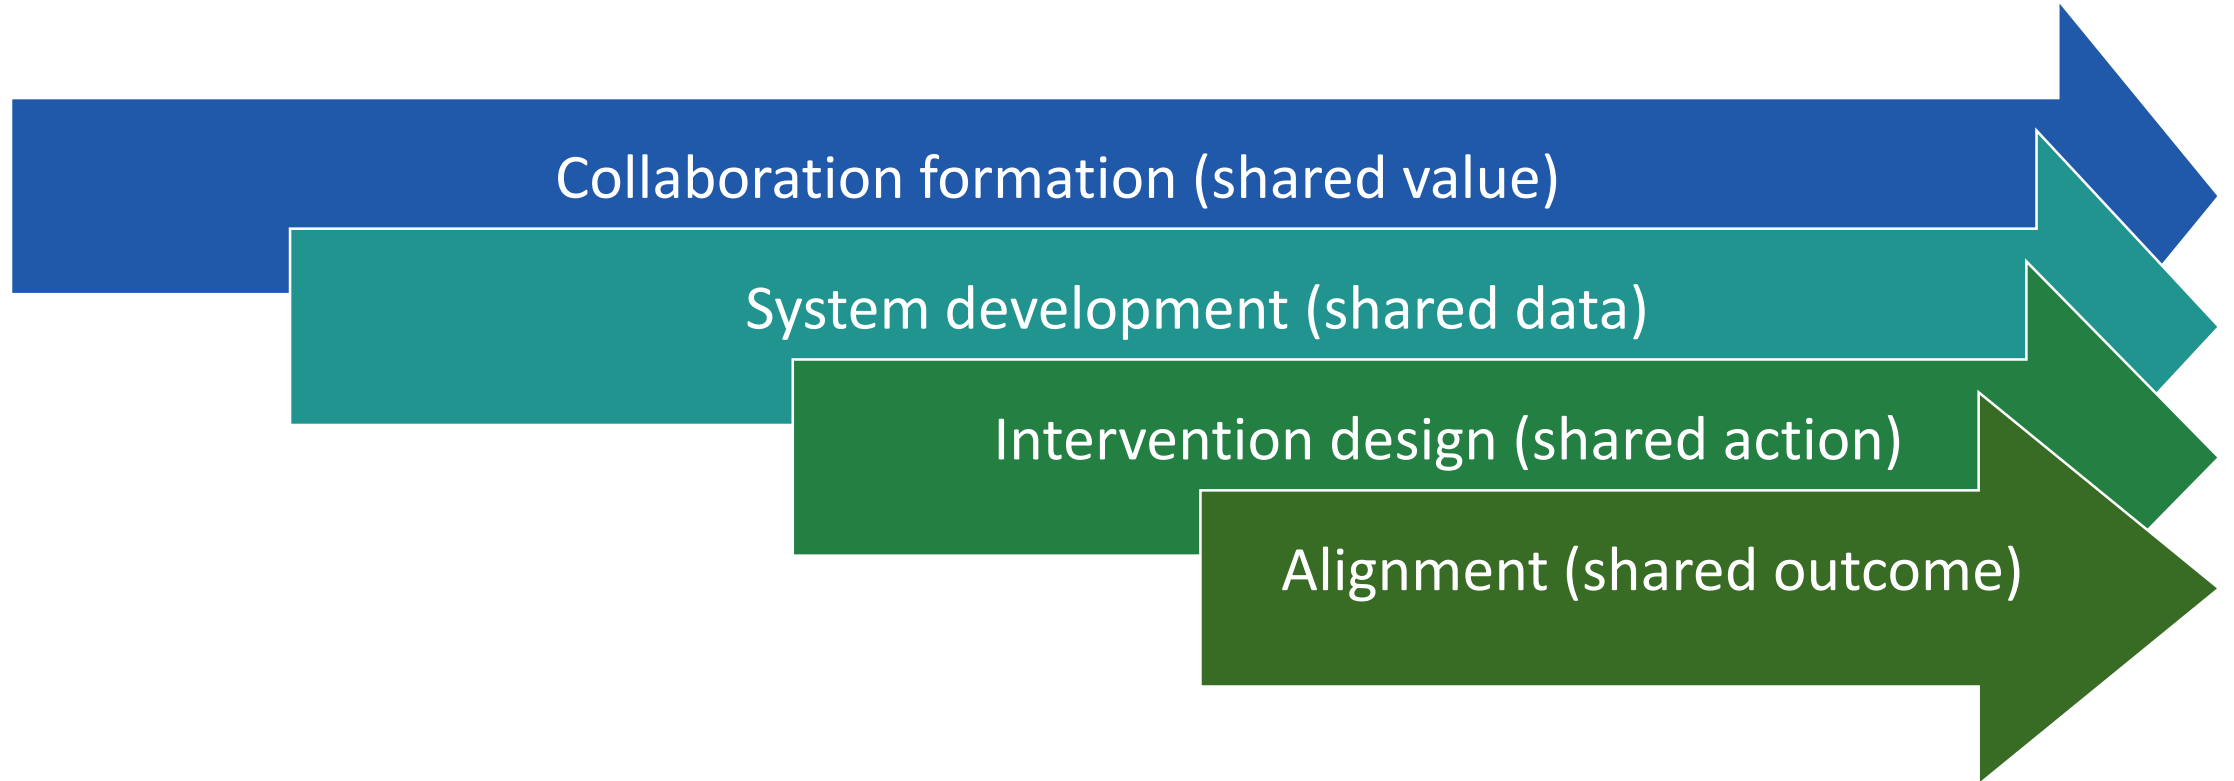 Collaboration formation (shared value)
System development (shared data)
Intervention design (shared action)
Alignment (shared outcome)